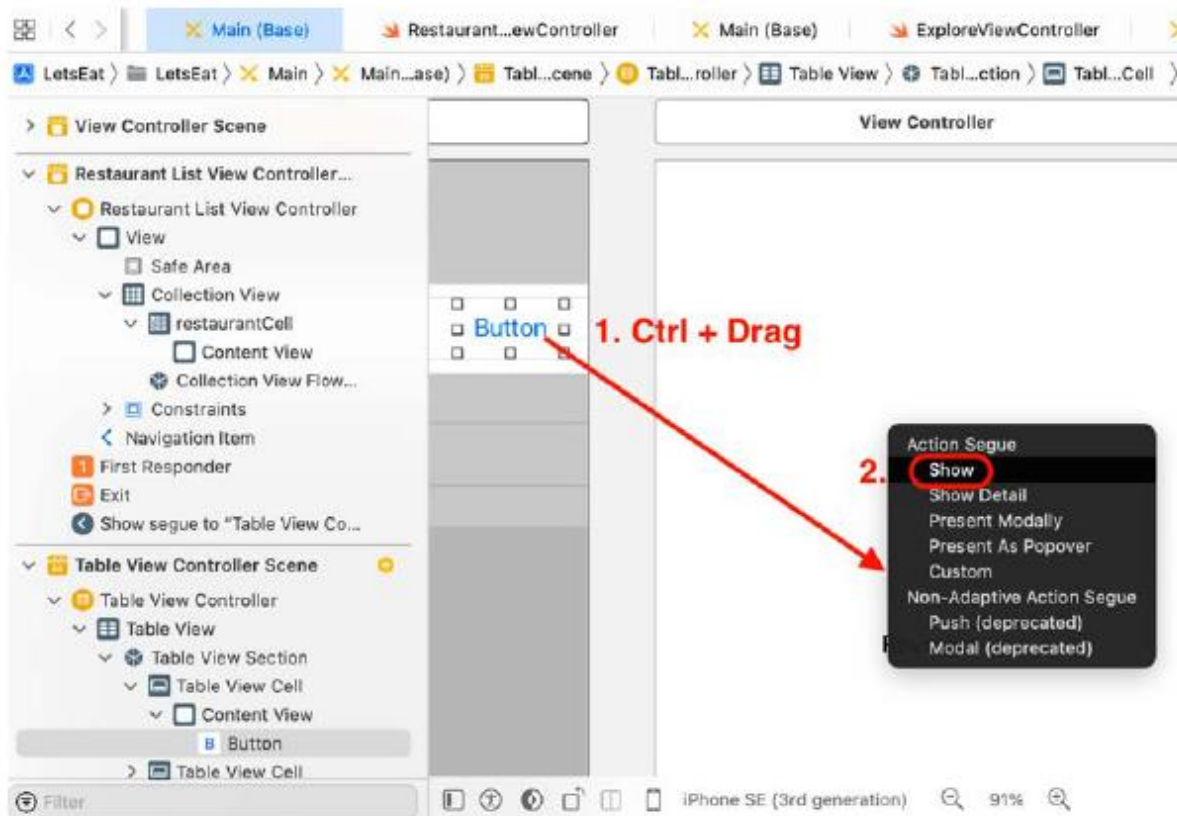 Main (Base) Restaurant...ewController Main (Base) ExploreViewController
LetsEat LetsEat Main Main...ase) Tabl...cene Tabl...roller Table View Tabl...ction Tabl...Cell
View Controller Scene
View Controller
Restaurant List View Controller...
Restaurant List View Controller
View
Safe Area
Collection View
restaurantCell
Content View
Collection View Flow...
Constraints
Navigation Item
First Responder
Exit
Show segue to "Table View Co...
Table View Controller Scene
Table View Controller
Table View
Table View Section
Table View Cell
Content View
B Button
Table View Cell
Filter
Button
1. Ctrl + Drag
Action Segue
2. Show
Show Detail
Present Modally
Present As Popover
Custom
Non-Adaptive Action Segue
Push (deprecated)
Modal (deprecated)
iPhone SE (3rd generation) 91%